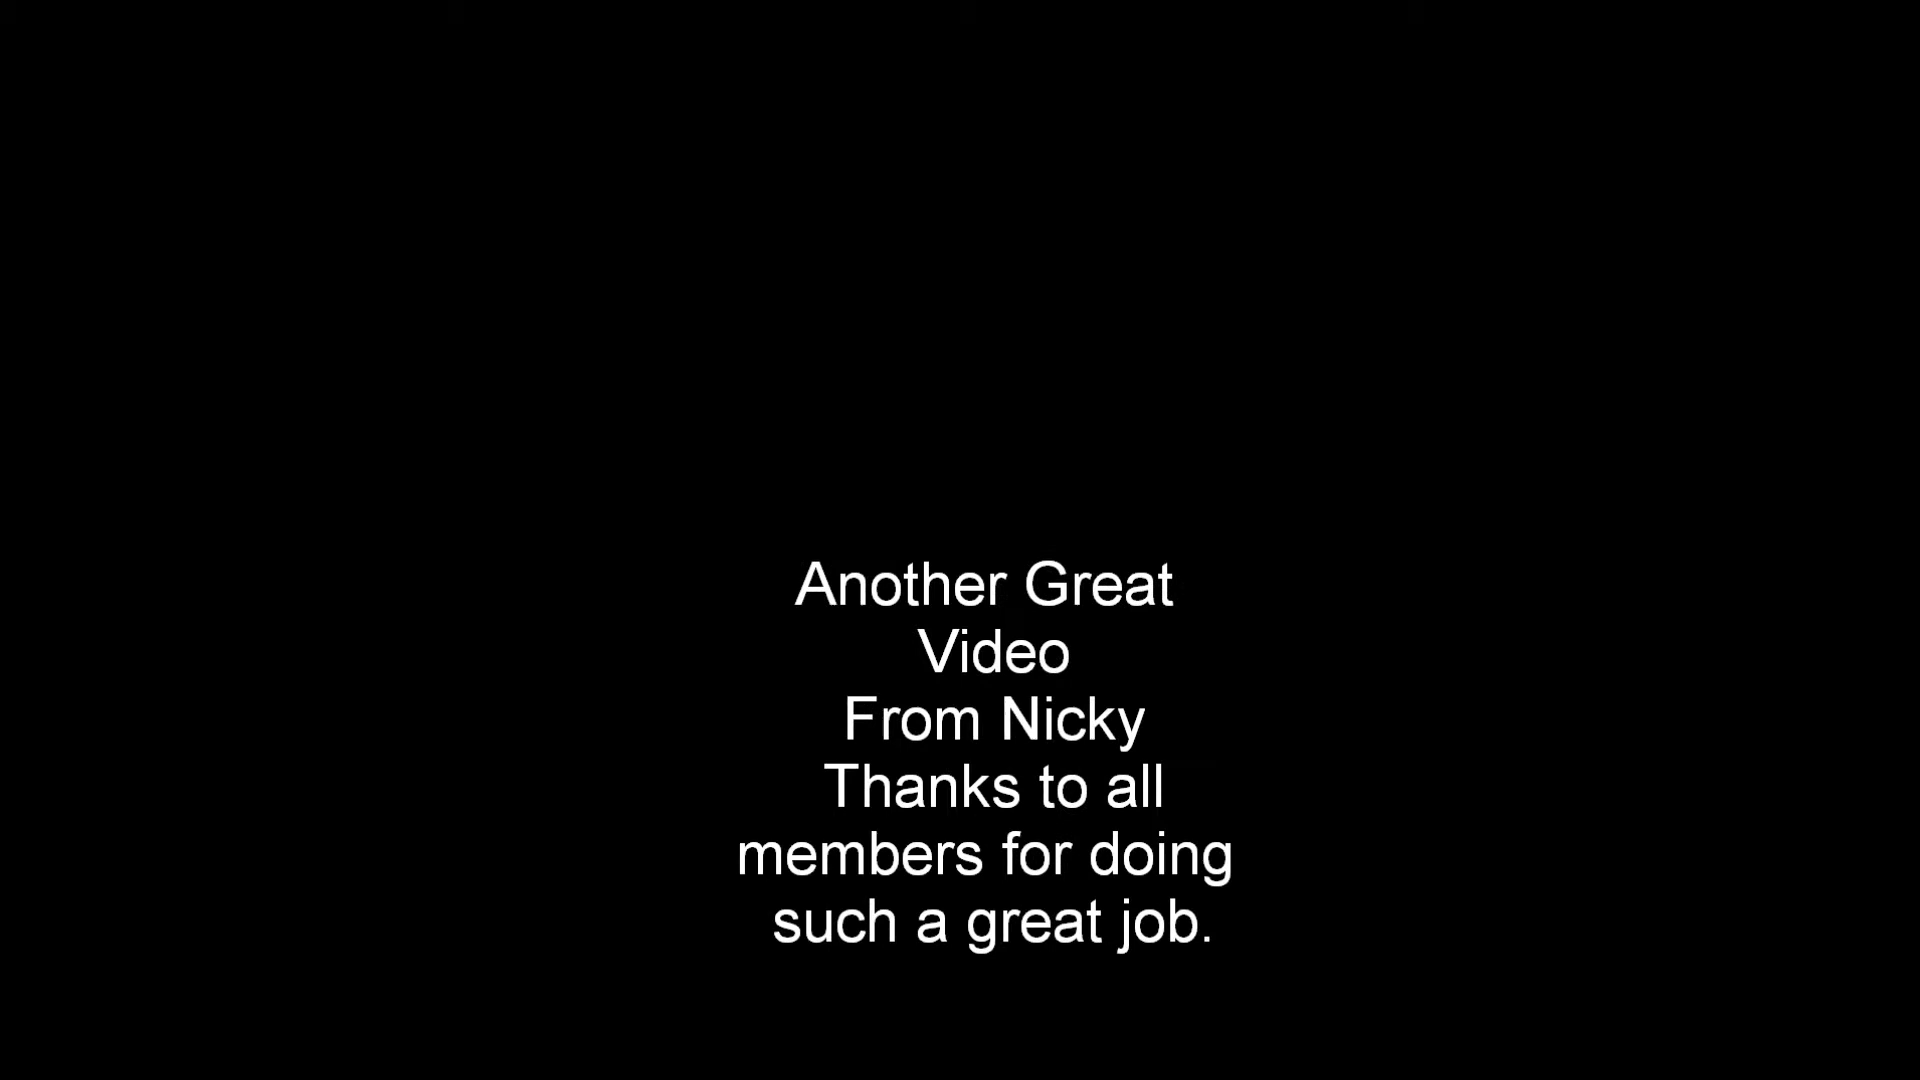 Another Great
Video
From Nicky
Thanks to all
members for doing
such a great job.